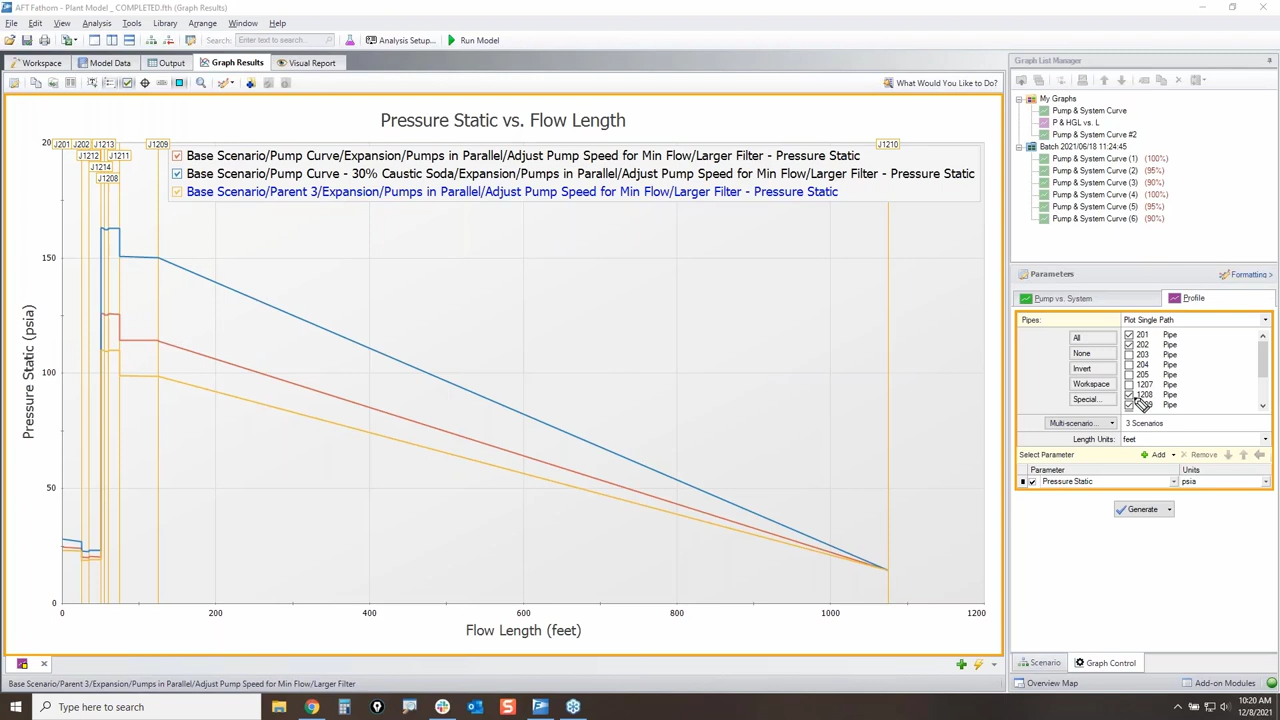 AFT Fathom - Plant Model _ COMPLETED.fth (Graph Results)
File Edit View Analysis Tools Library Arrange Window Help
Search: Enter text to search... Analysis Setup... Run Model
Workspace Model Data Output Graph Results Visual Report
What Would You Like to Do?
Pressure Static vs. Flow Length
J201 J202 J1213 J1209 J1210
J1212 J1211
J1214
J1208
Base Scenario/Pump Curve/Expansion/Pumps in Parallel/Adjust Pump Speed for Min Flow/Larger Filter - Pressure Static
Base Scenario/Pump Curve - 30% Caustic Soda/Expansion/Pumps in Parallel/Adjust Pump Speed for Min Flow/Larger Filter - Pressure Static
Base Scenario/Parent 3/Expansion/Pumps in Parallel/Adjust Pump Speed for Min Flow/Larger Filter - Pressure Static
Pressure Static (psia)
20
150
100
50
0
0 200 400 600 800 1000 1200
Flow Length (feet)
Base Scenario/Parent 3/Expansion/Pumps in Parallel/Adjust Pump Speed for Min Flow/Larger Filter
Graph List Manager
My Graphs
Pump & System Curve
P & HGL vs. L
Pump & System Curve #2
Batch 2021/06/18 11:24:45
Pump & System Curve (1) (100%)
Pump & System Curve (2) (95%)
Pump & System Curve (3) (90%)
Pump & System Curve (4) (100%)
Pump & System Curve (5) (95%)
Pump & System Curve (6) (90%)
Parameters Formatting >
Pump vs. System Profile
Pipes: Plot Single Path
All
None
Invert
Workspace
Special...
201 Pipe
202 Pipe
203 Pipe
204 Pipe
205 Pipe
1207 Pipe
1208 Pipe
Pipe
Multi-scenario... 3 Scenarios
Length Units: feet
Select Parameter Add Remove
Parameter Units
Pressure Static psia
Generate
Scenario Graph Control
Overview Map Add-on Modules
Type here to search
10:20 AM
12/8/2021